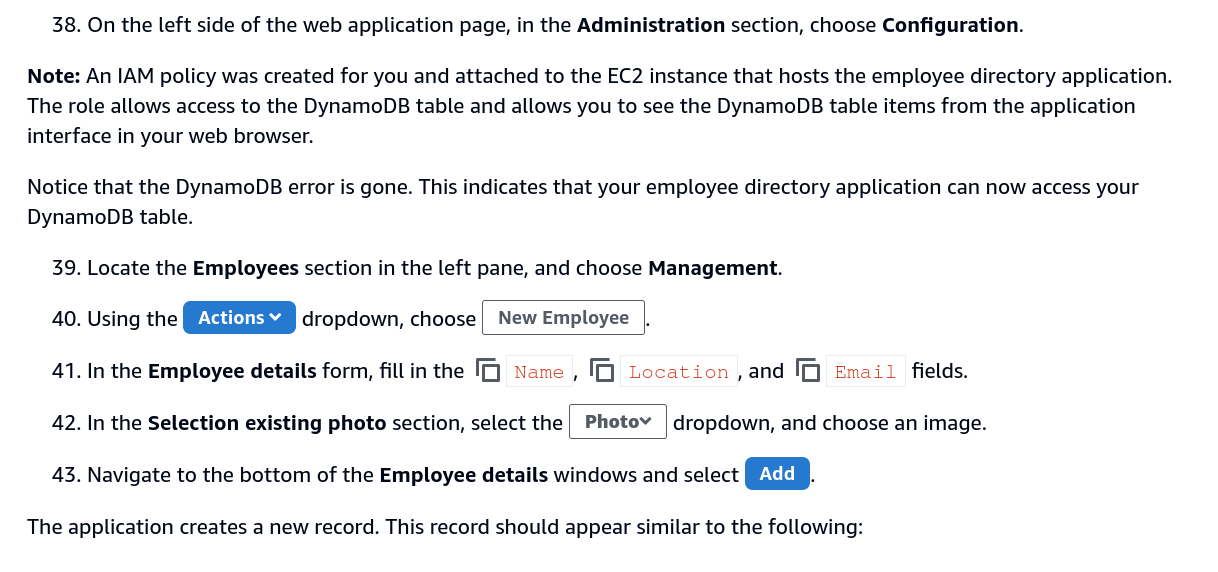 38. On the left side of the web application page, in the Administration section, choose Configuration.
Note: An IAM policy was created for you and attached to the EC2 instance that hosts the employee directory application.
The role allows access to the DynamoDB table and allows you to see the DynamoDB table items from the application
interface in your web browser.
Notice that the DynamoDB error is gone. This indicates that your employee directory application can now access your
DynamoDB table.
39. Locate the Employees section in the left pane, and choose Management.
40. Using the Actions dropdown, choose New Employee.
41. In the Employee details form, fill in the Name, Location, and Email fields.
42. In the Selection existing photo section, select the Photo dropdown, and choose an image.
43. Navigate to the bottom of the Employee details windows and select Add.
The application creates a new record. This record should appear similar to the following: